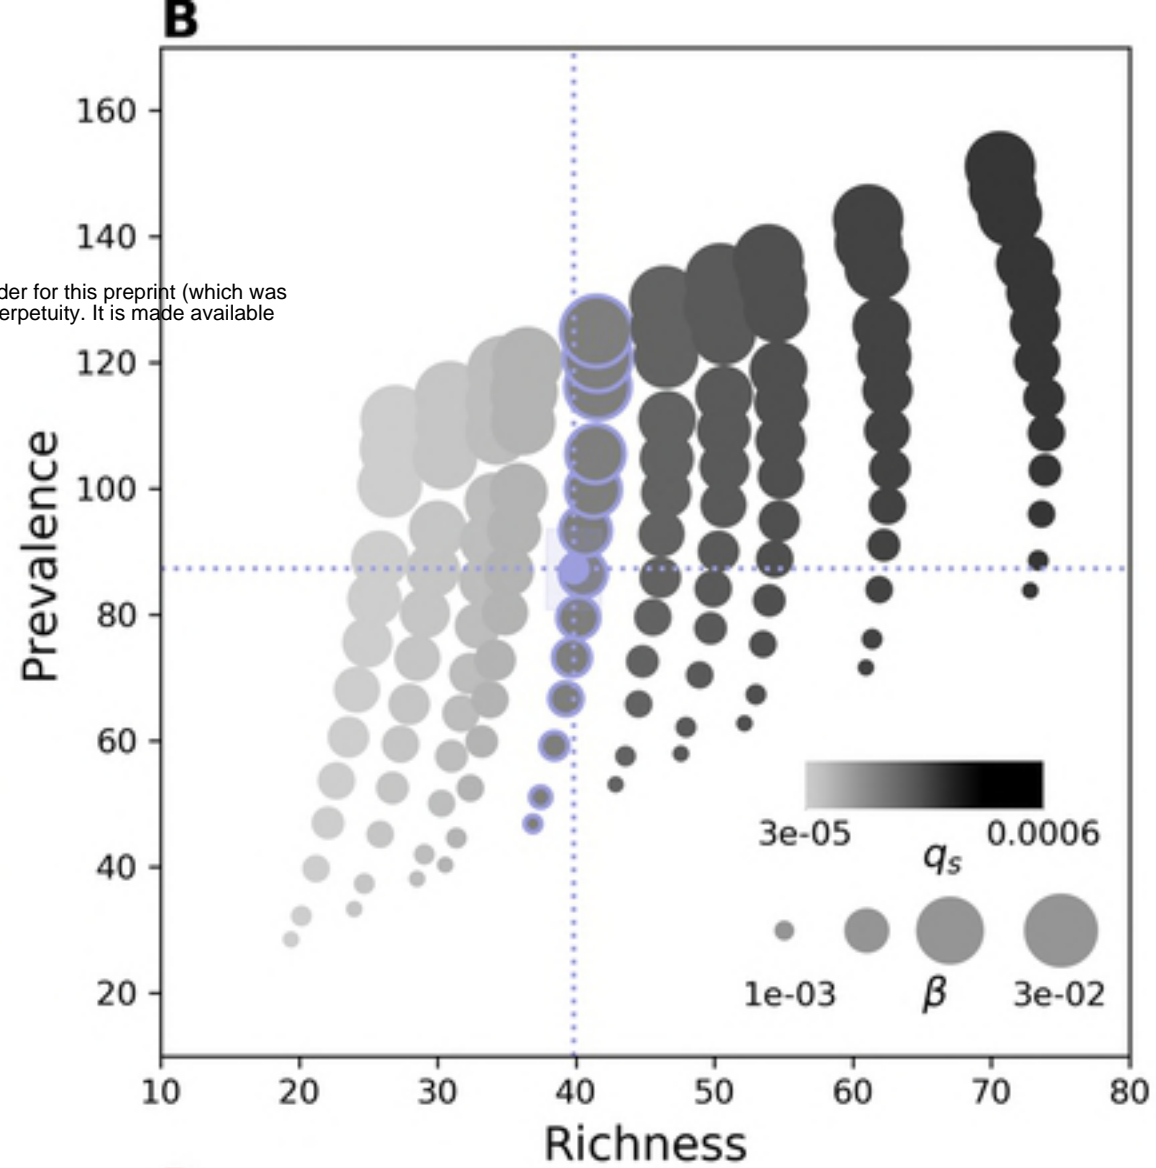 B
160
140
der for this preprint (which was
erpetuity. It is made available
120
100
80
60
40
20
Prevalence
3e-05 0.0006
qs
1e-03 β 3e-02
10 20 30 40 50 60 70 80
Richness